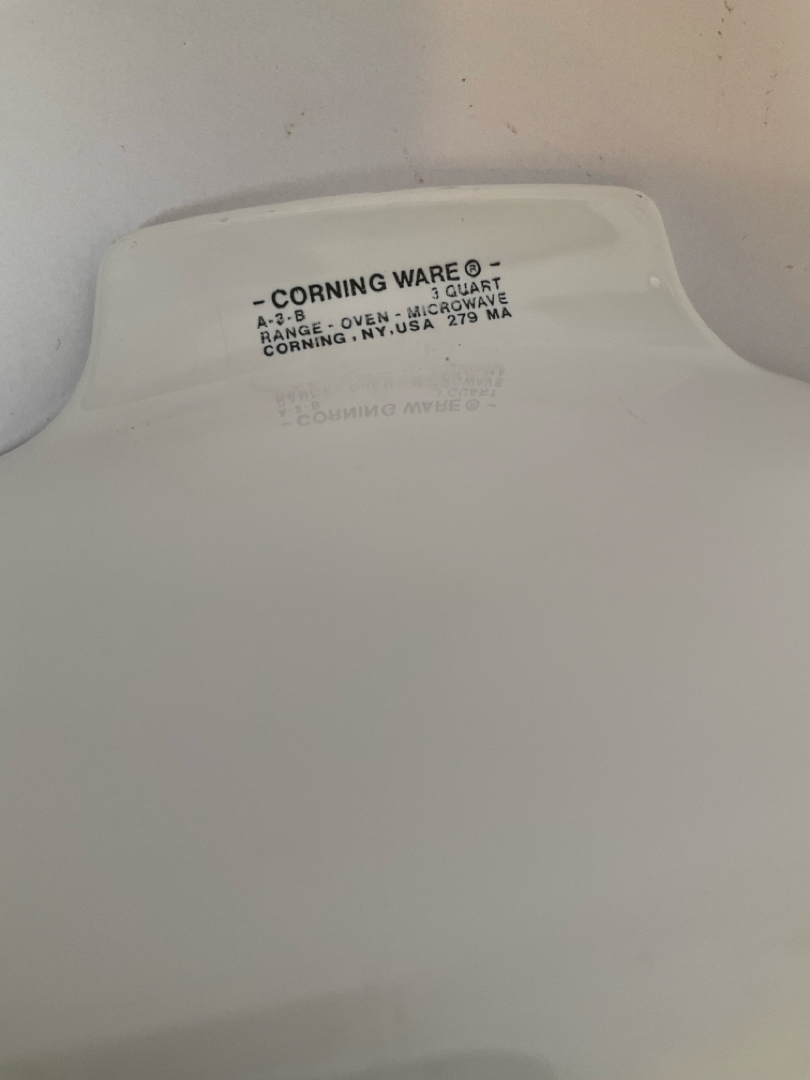 - CORNING WARE ® -
A-3-B 3 QUART
RANGE - OVEN - MICROWAVE
CORNING, NY, USA 279 MA